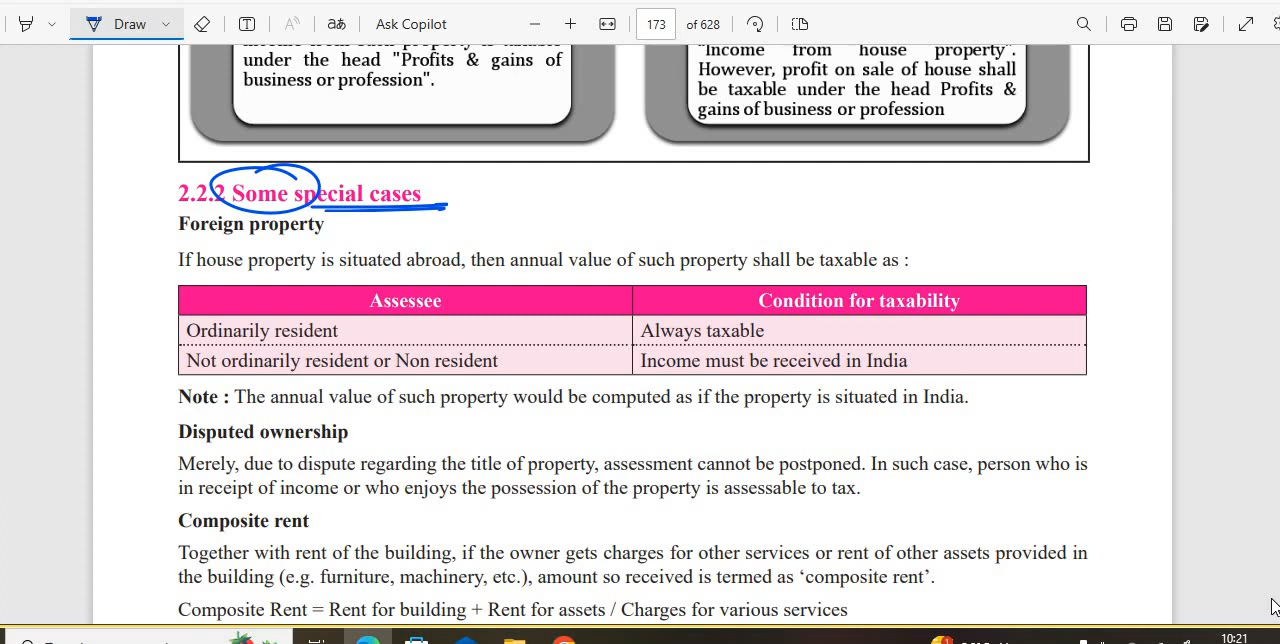 Draw
A
aあ
Ask Copilot
173
of 628
under the head "Profits & gains of
business or profession".
"Income from house property".
However, profit on sale of house shall
be taxable under the head Profits &
gains of business or profession
2.2.2 Some special cases
Foreign property
If house property is situated abroad, then annual value of such property shall be taxable as :
Assessee Condition for taxability
Ordinarily resident Always taxable
Not ordinarily resident or Non resident Income must be received in India
Note : The annual value of such property would be computed as if the property is situated in India.
Disputed ownership
Merely, due to dispute regarding the title of property, assessment cannot be postponed. In such case, person who is
in receipt of income or who enjoys the possession of the property is assessable to tax.
Composite rent
Together with rent of the building, if the owner gets charges for other services or rent of other assets provided in
the building (e.g. furniture, machinery, etc.), amount so received is termed as ‘composite rent’.
Composite Rent = Rent for building + Rent for assets / Charges for various services
10:21